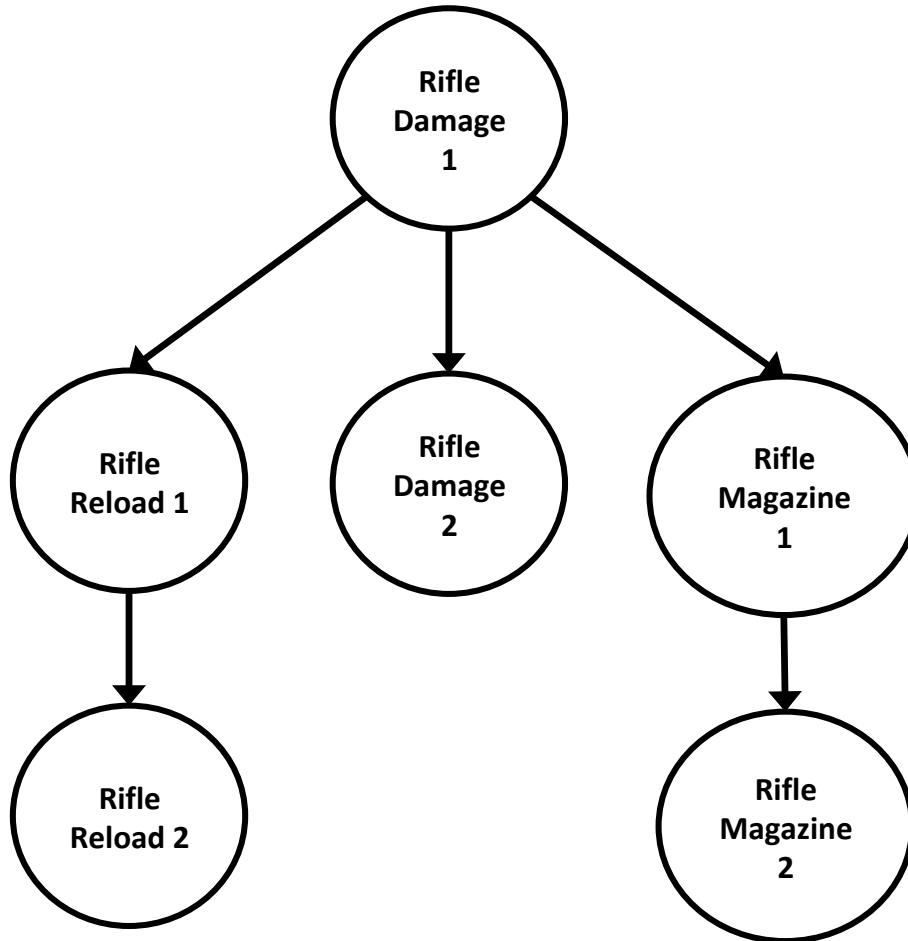 Rifle
Damage
1
Rifle
Reload 1
Rifle
Damage
2
Rifle
Magazine
1
Rifle
Reload 2
Rifle
Magazine
2